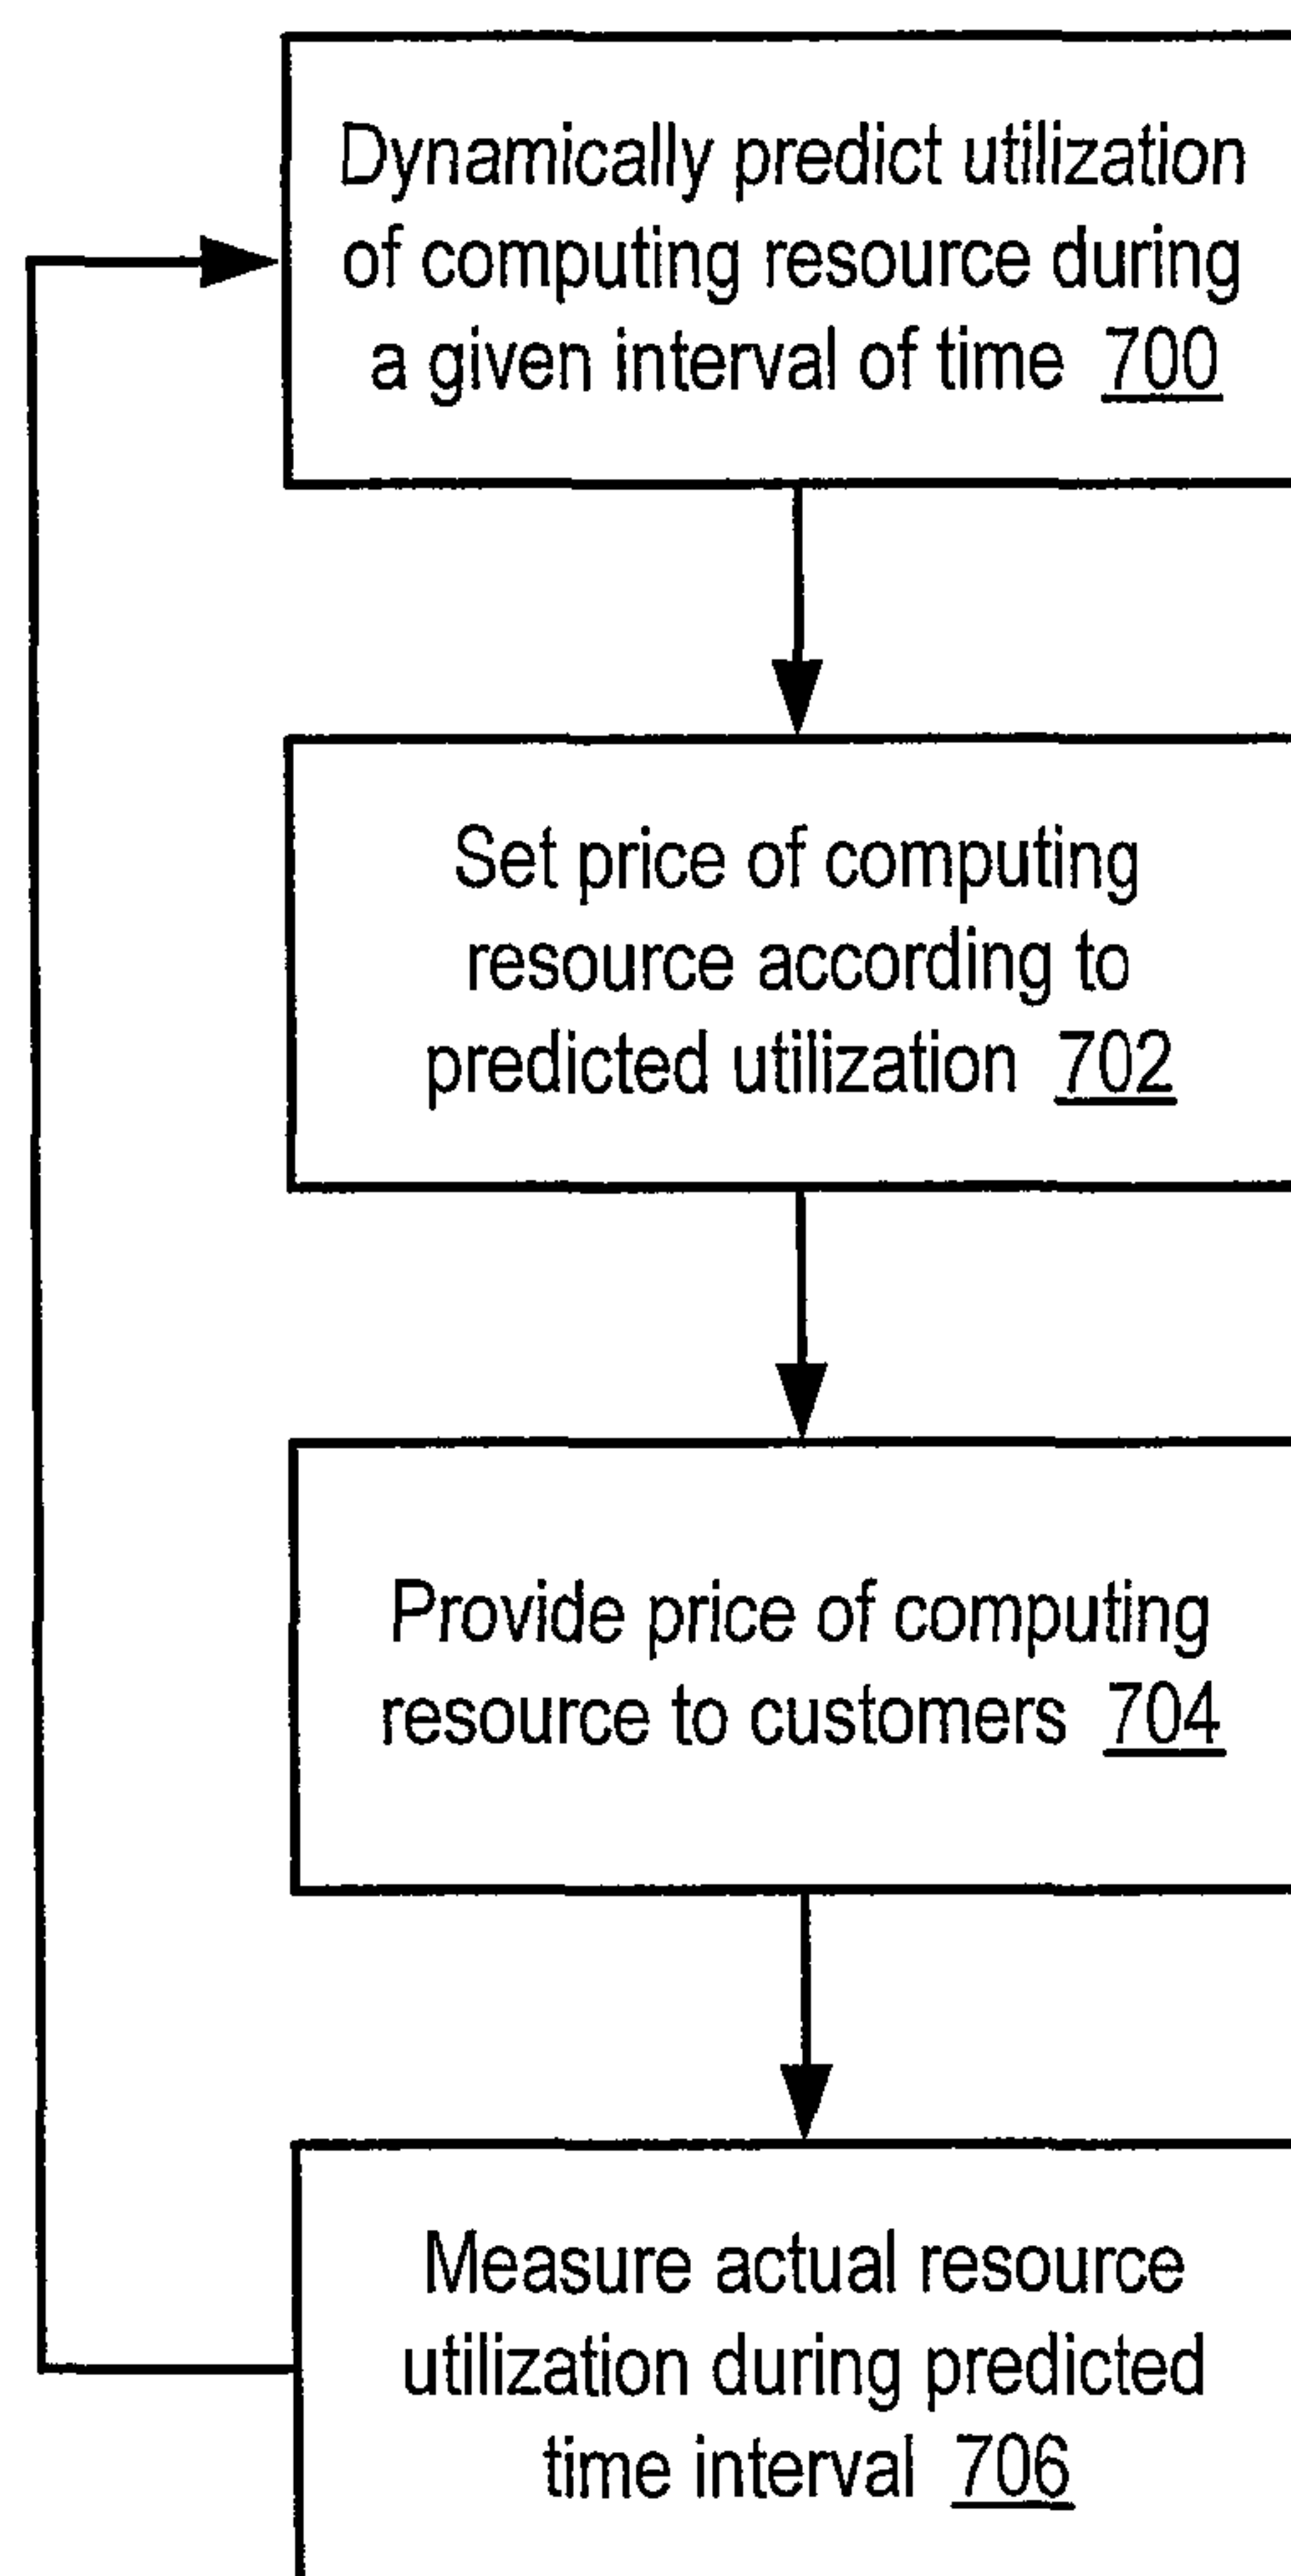 Dynamically predict utilization
of computing resource during
a given interval of time 700
Set price of computing
resource according to
predicted utilization 702
Provide price of computing
resource to customers 704
Measure actual resource
utilization during predicted
time interval 706